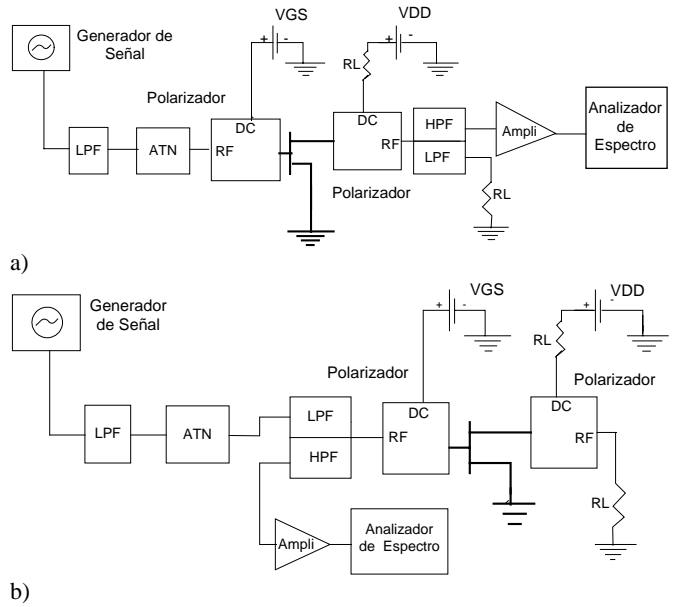 Generador de
Señal
VGS
VDD
+ -
+ -
RL
Polarizador
DC
DC
HPF
Ampli
Analizador
de
Espectro
LPF
ATN
RF
RF
LPF
Polarizador
RL
a)
Generador
de Señal
VGS
VDD
+ -
+ -
RL
Polarizador
Polarizador
LPF
ATN
LPF
DC
DC
RF
RF
HPF
RL
Ampli
Analizador
de Espectro
b)